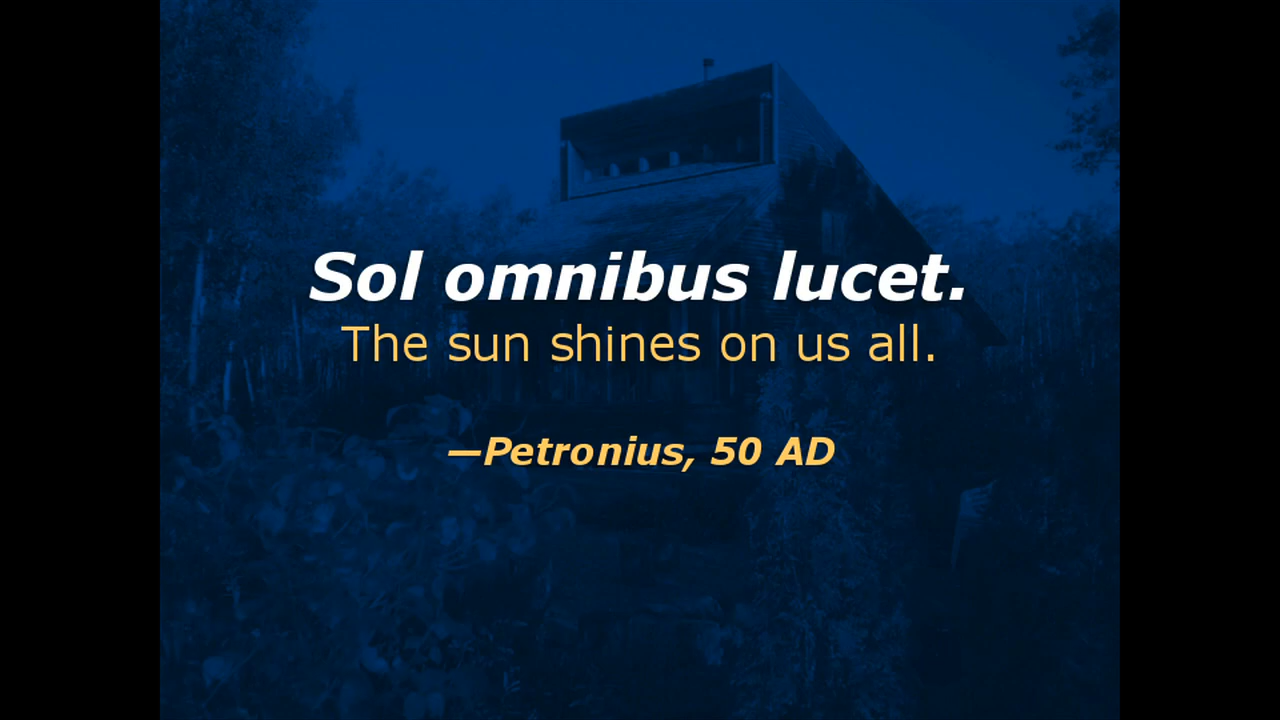 Sol omnibus lucet.
The sun shines on us all.
—Petronius, 50 AD